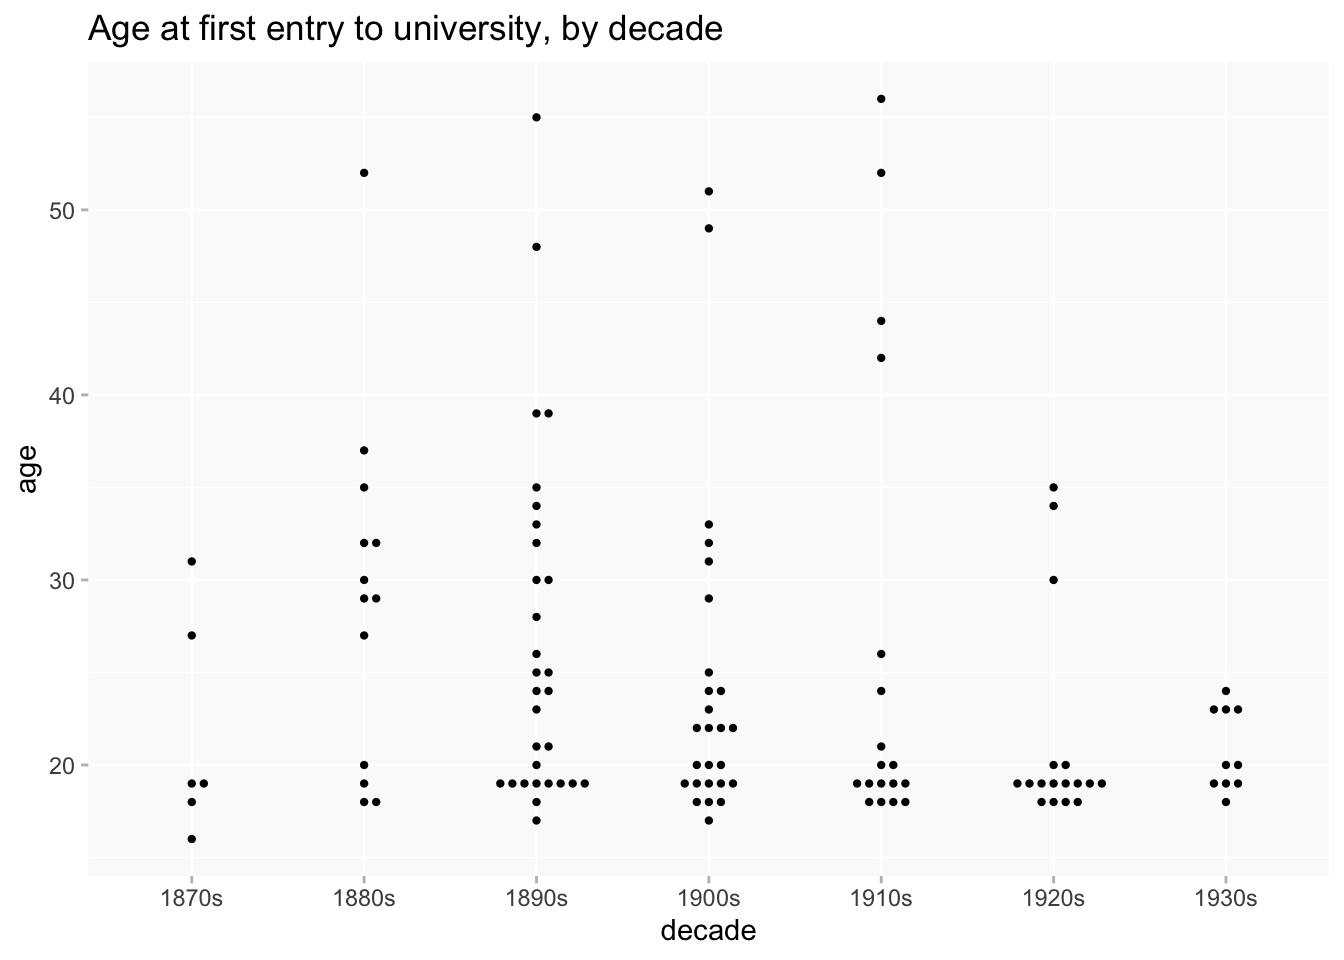 Age at first entry to university, by decade
50
40
30
20
age
1870s 1880s 1890s 1900s 1910s 1920s 1930s
decade